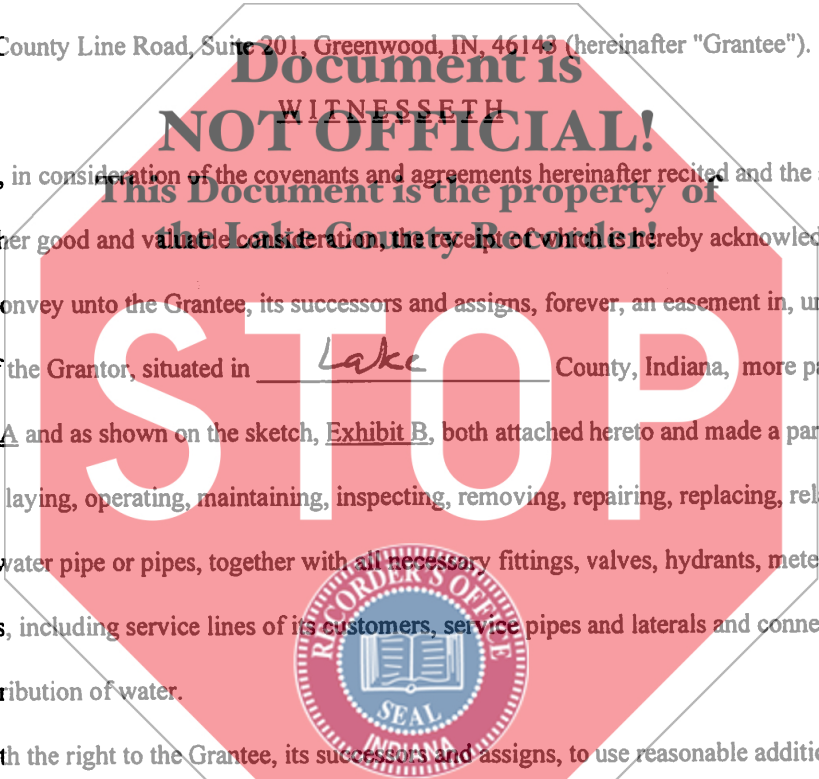 County Line Road, Suite 201, Greenwood, IN, 46143 (hereinafter "Grantee").
Document is
WITNESSETH
NOT OFFICIAL!
, in consideration of the covenants and agreements hereinafter recited and the
This Document is the property of
her good and valuable consideration, the receipt of which is hereby acknowled
the Lake County Recorder!
onvey unto the Grantee, its successors and assigns, forever, an easement in, un
STOP
the Grantor, situated in Lake County, Indiana, more pa
A and as shown on the sketch, Exhibit B, both attached hereto and made a par
laying, operating, maintaining, inspecting, removing, repairing, replacing, rel
water pipe or pipes, together with all necessary fittings, valves, hydrants, mete
RECORDER'S OFFICE
s, including service lines of its customers, service pipes and laterals and conne
ribution of water.
SEAL
INDIANA
th the right to the Grantee, its successors and assigns, to use reasonable additio